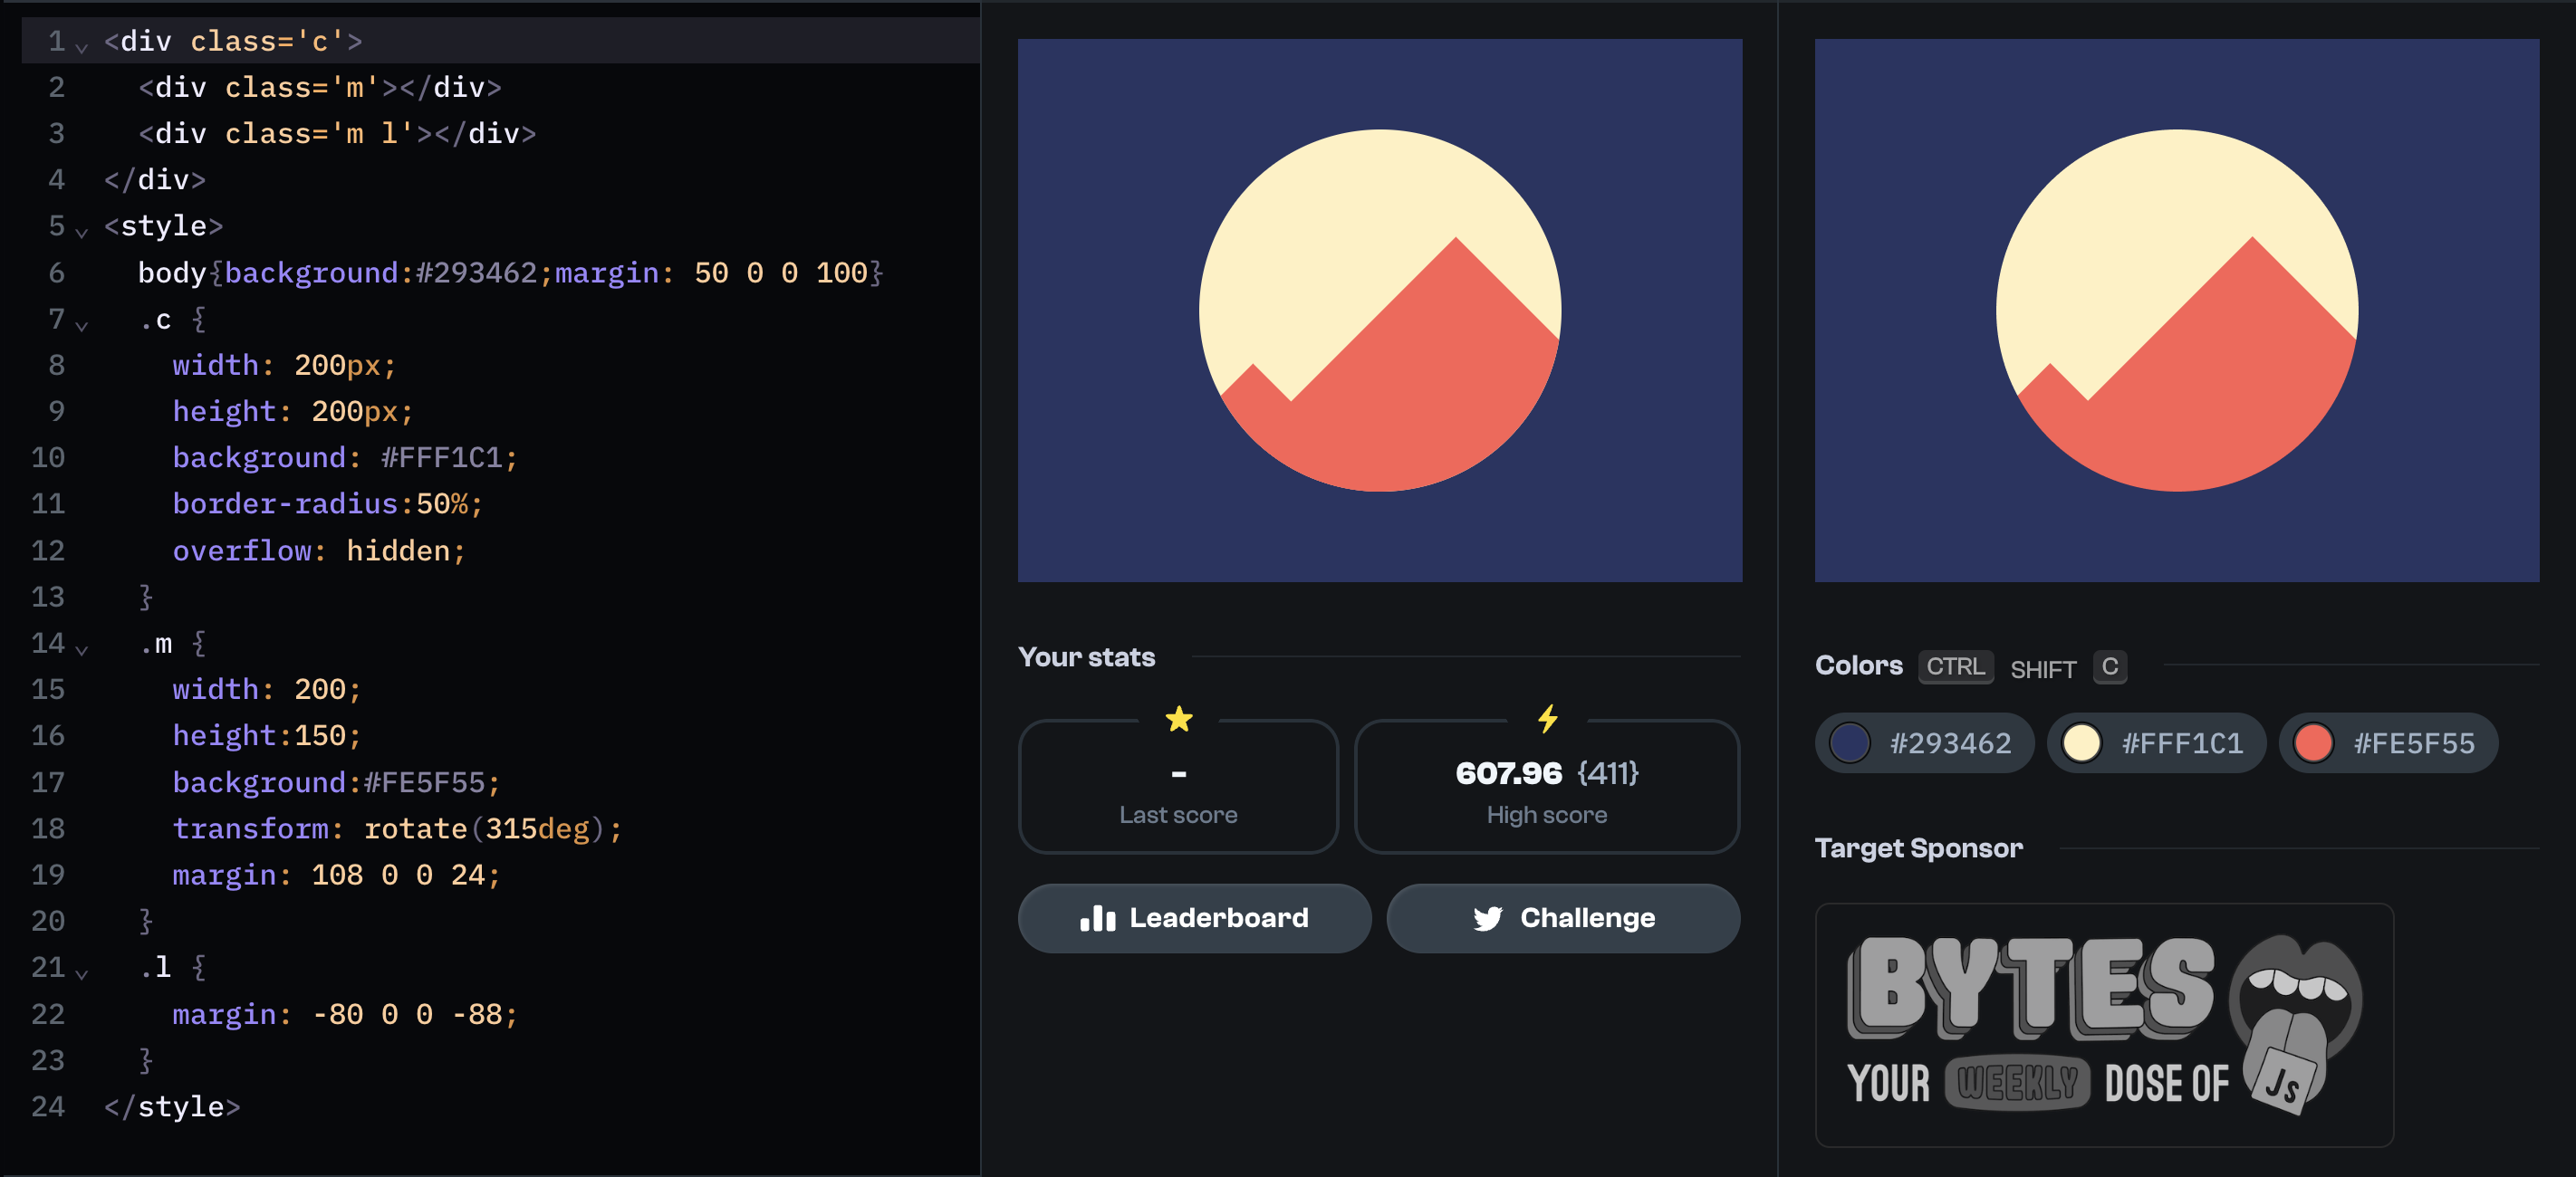 1 <div class='c'>
2 <div class='m'></div>
3 <div class='m l'></div>
4 </div>
5 <style>
6 body{background:#293462;margin: 50 0 0 100}
7 .c {
8 width: 200px;
9 height: 200px;
10 background: #FFF1C1;
11 border-radius:50%;
12 overflow: hidden;
13 }
14 .m {
15 width: 200;
16 height:150;
17 background:#FE5F55;
18 transform: rotate(315deg);
19 margin: 108 0 0 24;
20 }
21 .l {
22 margin: -80 0 0 -88;
23 }
24 </style>
Your stats
-
Last score
607.96 {411}
High score
Leaderboard
Challenge
Colors CTRL SHIFT C
#293462 #FFF1C1 #FE5F55
Target Sponsor
BYTES
YOUR WEEKLY DOSE OF JS